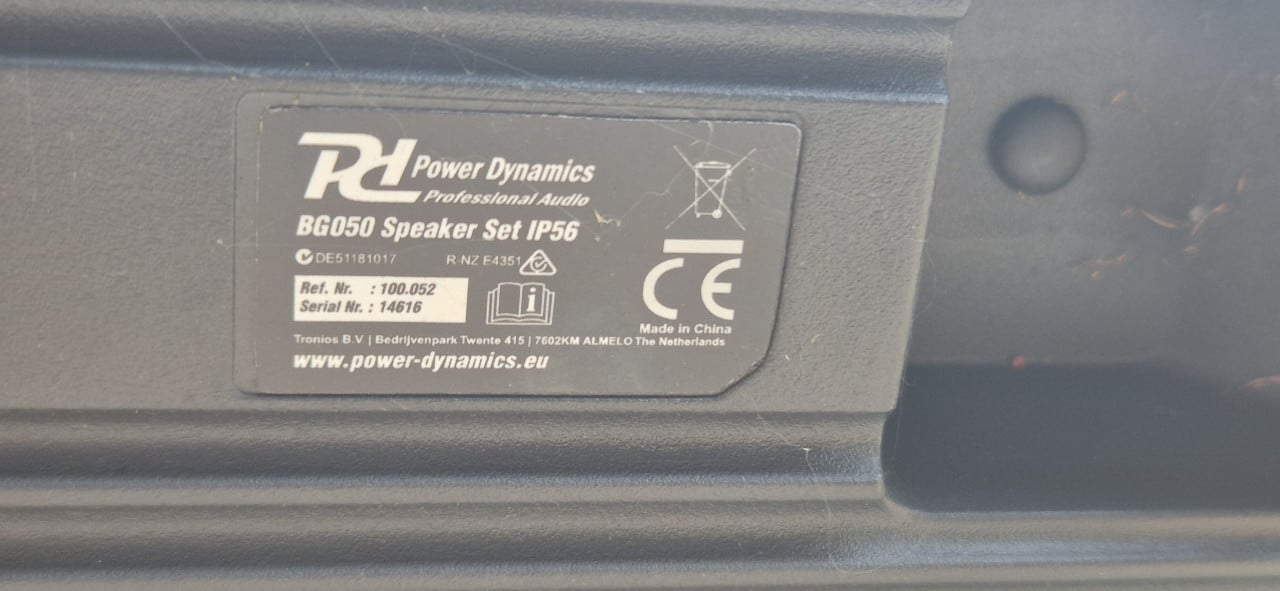 Pd Power Dynamics
Professional Audio
BG050 Speaker Set IP56
DE51181017 R-NZ E4351
Ref. Nr. : 100.052
Serial Nr. : 14616
i
CE
Made in China
Tronios B.V | Bedrijvenpark Twente 415 | 7602KM ALMELO The Netherlands
www.power-dynamics.eu